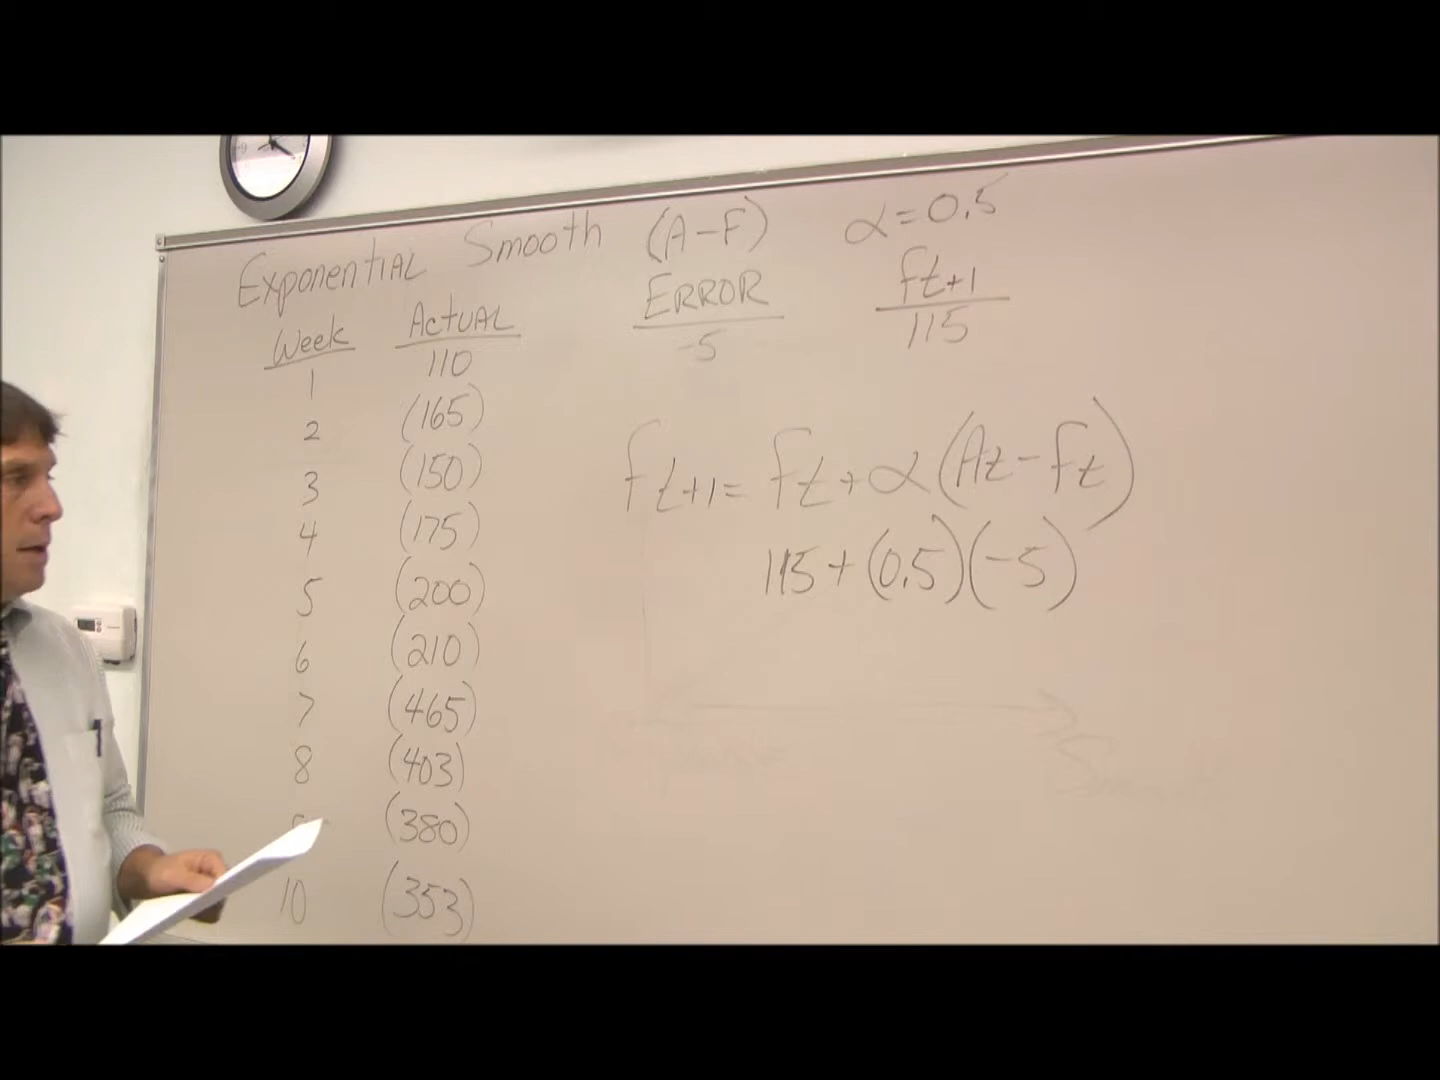 Exponential Smooth (A-F) α=0.5
Week Actual ERROR ft+1
1 110 -5 115
2 (165)
3 (150)
4 (175)
5 (200)
6 (210)
7 (465)
8 (403)
(380)
10 (353)
ft+1= ft+α(At-ft)
115+(0.5)(-5)